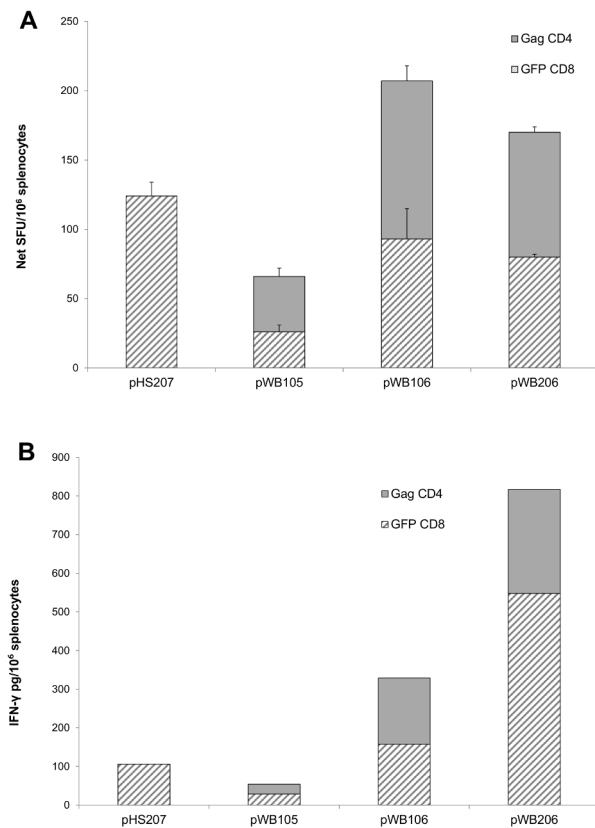 A
250
200
150
100
50
0
Net SFU/10⁶ splenocytes
Gag CD4
GFP CD8
pHS207 pWB105 pWB106 pWB206
B
900
800
700
600
500
400
300
200
100
0
IFN-γ pg/10⁶ splenocytes
Gag CD4
GFP CD8
pHS207 pWB105 pWB106 pWB206